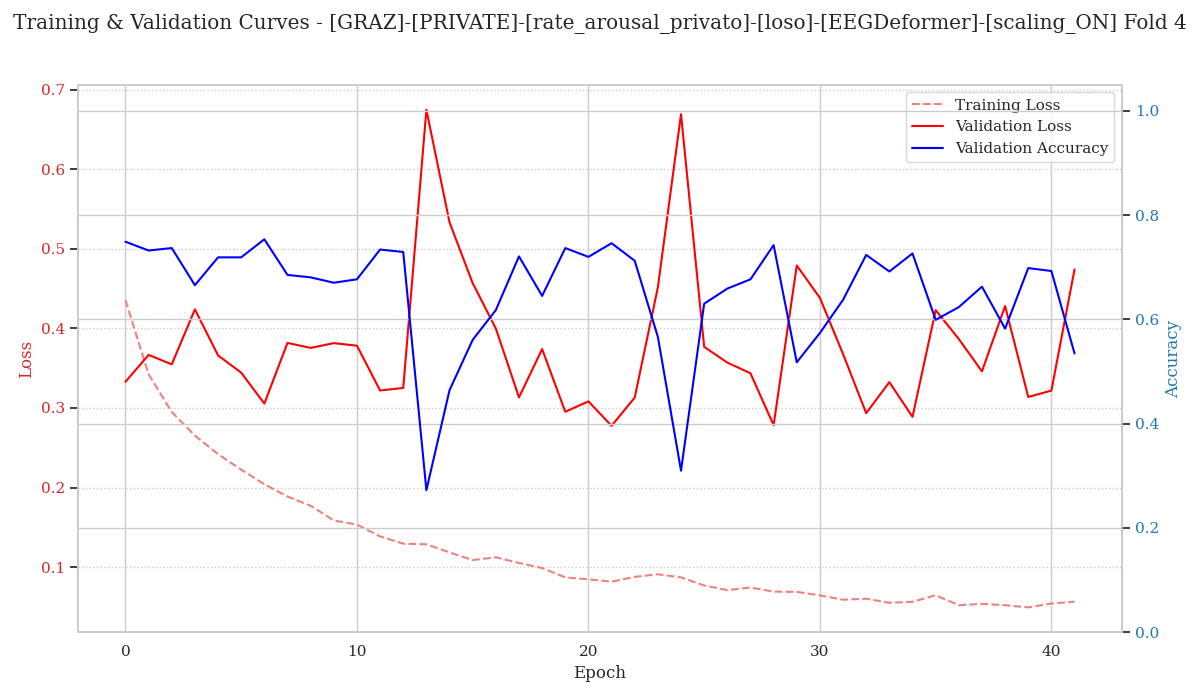 Training & Validation Curves - [GRAZ]-[PRIVATE]-[rate_arousal_privato]-[loso]-[EEGDeformer]-[scaling_ON] Fold 4
Training Loss
Validation Loss
Validation Accuracy
0.7
0.6
0.5
0.4
0.3
0.2
0.1
Loss
1.0
0.8
0.6
0.4
0.2
0.0
Accuracy
0
10
20
30
40
Epoch